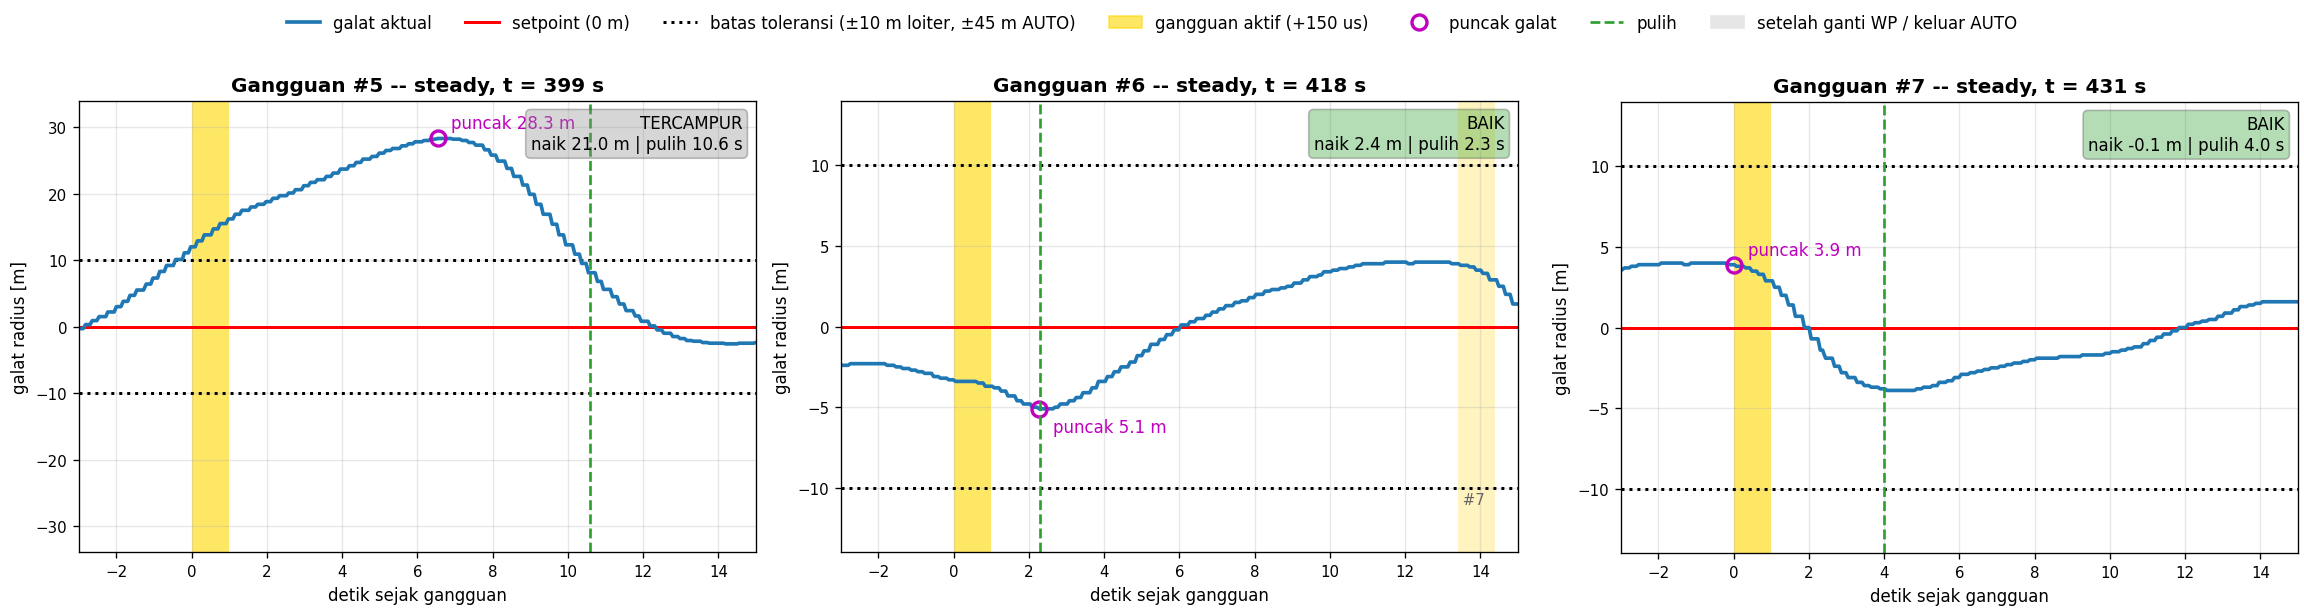 galat aktual
setpoint (0 m)
batas toleransi (±10 m loiter, ±45 m AUTO)
gangguan aktif (+150 us)
puncak galat
pulih
setelah ganti WP / keluar AUTO
Gangguan #5 -- steady, t = 399 s
puncak 28.3 m
TERCAMPUR
naik 21.0 m | pulih 10.6 s
galat radius [m]
30
20
10
0
−10
−20
−30
−2 0 2 4 6 8 10 12 14
detik sejak gangguan
Gangguan #6 -- steady, t = 418 s
BAIK
naik 2.4 m | pulih 2.3 s
puncak 5.1 m
#7
galat radius [m]
10
5
0
−5
−10
−2 0 2 4 6 8 10 12 14
detik sejak gangguan
Gangguan #7 -- steady, t = 431 s
BAIK
naik -0.1 m | pulih 4.0 s
puncak 3.9 m
galat radius [m]
10
5
0
−5
−10
−2 0 2 4 6 8 10 12 14
detik sejak gangguan